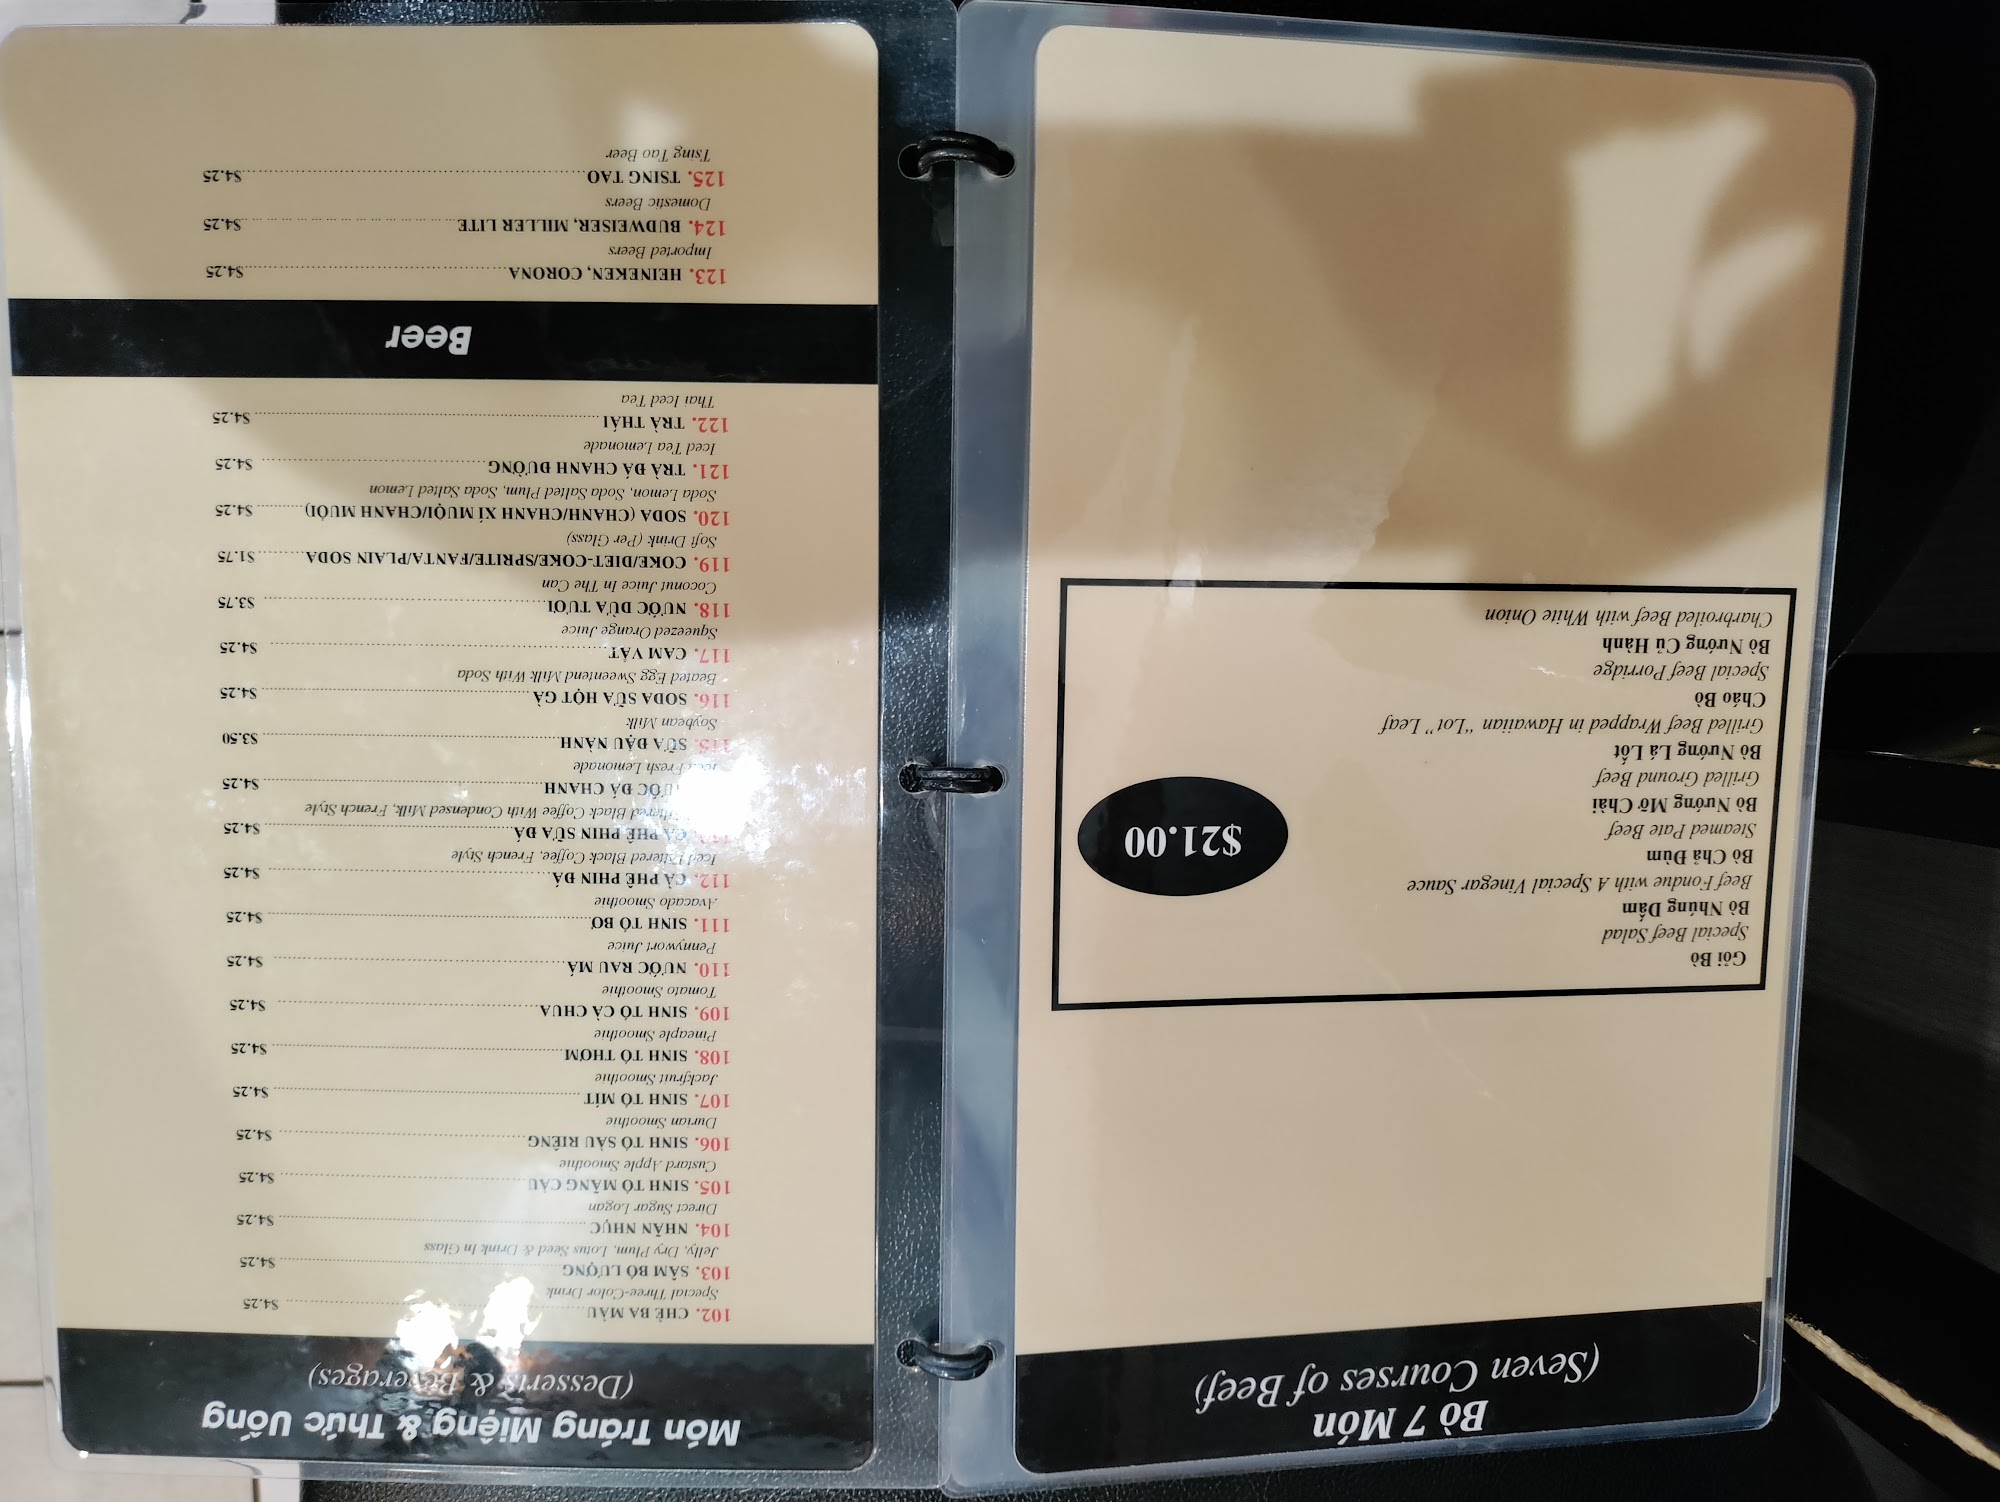 Bò 7 Món
(Seven Courses of Beef)
Gỏi Bò
Special Beef Salad
Bò Nhúng Dấm
Beef Fondue with A Special Vinegar Sauce
Bò Chả Đùm
Steamed Pate Beef
Bò Nướng Mỡ Chài
Grilled Ground Beef
Bò Nướng Lá Lốt
Grilled Beef Wrapped in Hawaiian "Lot" Leaf
Cháo Bò
Special Beef Porridge
Bò Nướng Củ Hành
Charbroiled Beef with White Onion
$21.00
Món Tráng Miệng & Thức Uống
(Desserts & Beverages)
102. CHÈ BA MÀU $4.25
Special Three-Color Drink
103. SÂM BỔ LƯỢNG $4.25
Jelly, Dry Plum, Lotus Seed & Drink In Glass
104. NHÃN NHỤC $4.25
Direct Sugar Logan
105. SINH TỐ MÃNG CẦU $4.25
Custard Apple Smoothie
106. SINH TỐ SẦU RIÊNG $4.25
Durian Smoothie
107. SINH TỐ MÍT $4.25
Jackfruit Smoothie
108. SINH TỐ THƠM $4.25
Pineaple Smoothie
109. SINH TỐ CÀ CHUA $4.25
Tomato Smoothie
110. NƯỚC RAU MÁ $4.25
Pennywort Juice
111. SINH TỐ BƠ $4.25
Avacado Smoothie
112. CÀ PHÊ PHIN ĐÁ $4.25
Iced Filtered Black Coffee, French Style
CÀ PHÊ PHIN SỮA ĐÁ $4.25
Black Coffee With Condensed Milk, French Style
ĐÁ CHANH $4.25
Fresh Lemonade
115. SỮA ĐẬU NÀNH $3.50
Soybean Milk
116. SODA SỮA HỘT GÀ $4.25
Beated Egg Sweentend Milk With Soda
117. CAM VẮT $4.25
Squeezed Orange Juice
118. NƯỚC DỪA TƯƠI $3.75
Coconut Juice In The Can
119. COKE/DIET-COKE/SPRITE/FANTA/PLAIN SODA $1.75
Soft Drink (Per Glass)
120. SODA (CHANH/CHANH XÍ MUỘI/CHANH MUỐI) $4.25
Soda Lemon, Soda Salted Plum, Soda Salted Lemon
121. TRÀ ĐÁ CHANH ĐƯỜNG $4.25
Iced Tea Lemonade
122. TRÀ THÁI $4.25
Thai Iced Tea
Beer
123. HEINEKEN, CORONA $4.25
Imported Beers
124. BUDWEISER, MILLER LITE $4.25
Domestic Beers
125. TSING TAO $4.25
Tsing Tao Beer